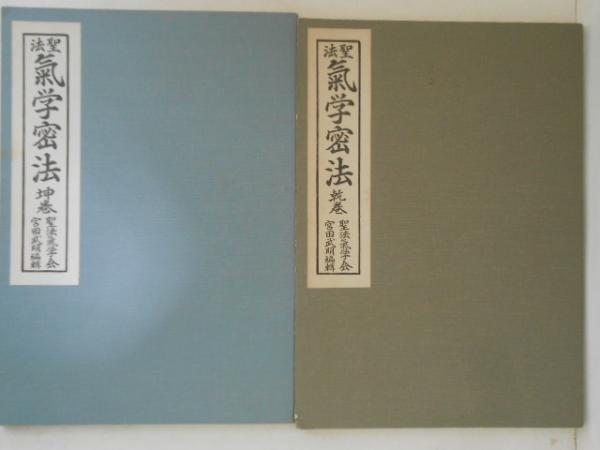 聖法
氣学密法
坤巻
聖法氣学会
宮田武明編輯
聖法
氣学密法
乾巻
聖法氣学会
宮田武明編輯